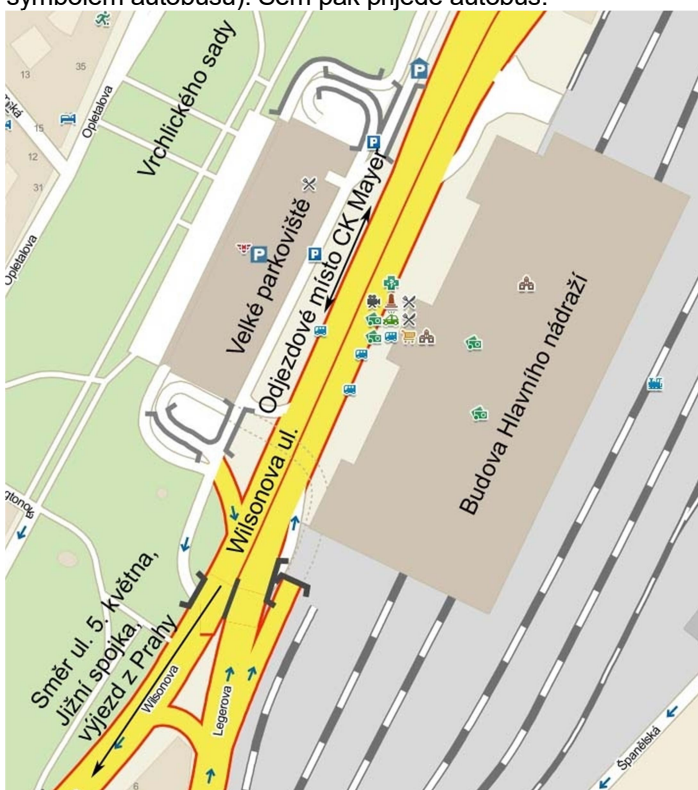 symbolem autobusu). Sem pak přijede autobus:
Vrchlického sady
Opletalova
13
35
15
12
31
Opletalova
P
P
P
P
Velké parkoviště
Odjezdové místo CK Mayer
Budova Hlavního nádraží
Wilsonova ul.
Směr ul. 5. května,
jižní spojka,
výjezd z Prahy
Wilsonova
Legerova
Španělská
6